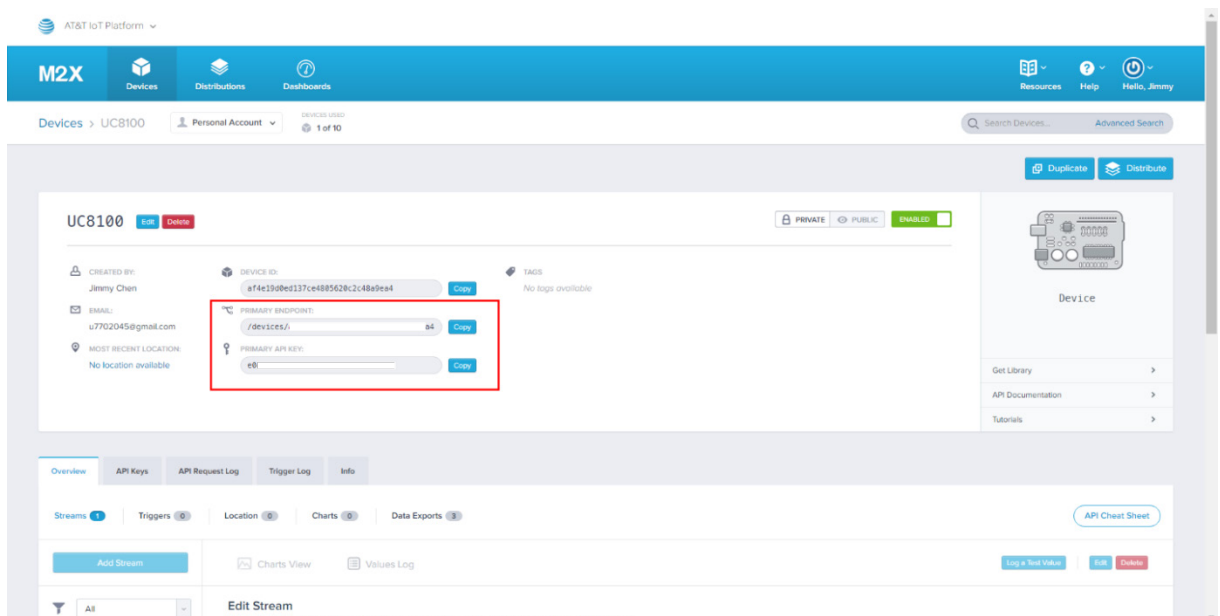 AT&T IoT Platform
M2X
Devices
Distributions
Dashboards
Resources
Help
Hello, Jimmy
Devices > UC8100
Personal Account
DEVICES USED
1 of 10
Search Devices...
Advanced Search
Duplicate
Distribute
UC8100
Edit
Delete
PRIVATE
PUBLIC
ENABLED
CREATED BY:
Jimmy Chen
DEVICE ID:
af4e19d0ed137ce4805620c2c48a9ea4
Copy
TAGS
No tags available
EMAIL:
u7702045@gmail.com
PRIMARY ENDPOINT:
/devices/
a4
Copy
MOST RECENT LOCATION:
No location available
PRIMARY API KEY:
e0
Copy
Device
Get Library
API Documentation
Tutorials
Overview
API Keys
API Request Log
Trigger Log
Info
Streams 1
Triggers 0
Location 0
Charts 0
Data Exports 3
API Cheat Sheet
Add Stream
Charts View
Values Log
Log a Test Value
Edit
Delete
All
Edit Stream